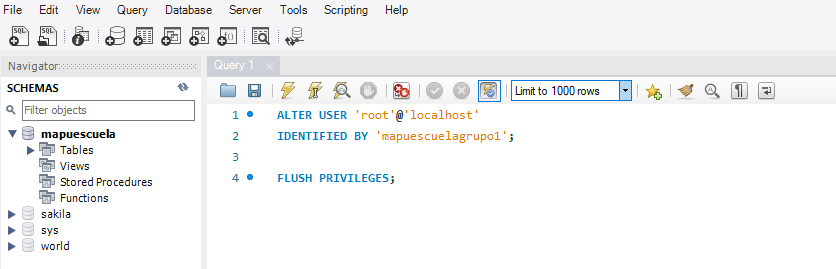 File Edit View Query Database Server Tools Scripting Help
Navigator
SCHEMAS
Filter objects
mapuescuela
Tables
Views
Stored Procedures
Functions
sakila
sys
world
Query 1
Limit to 1000 rows
1 ALTER USER 'root'@'localhost'
2 IDENTIFIED BY 'mapuescuelagrupo1';
3
4 FLUSH PRIVILEGES;